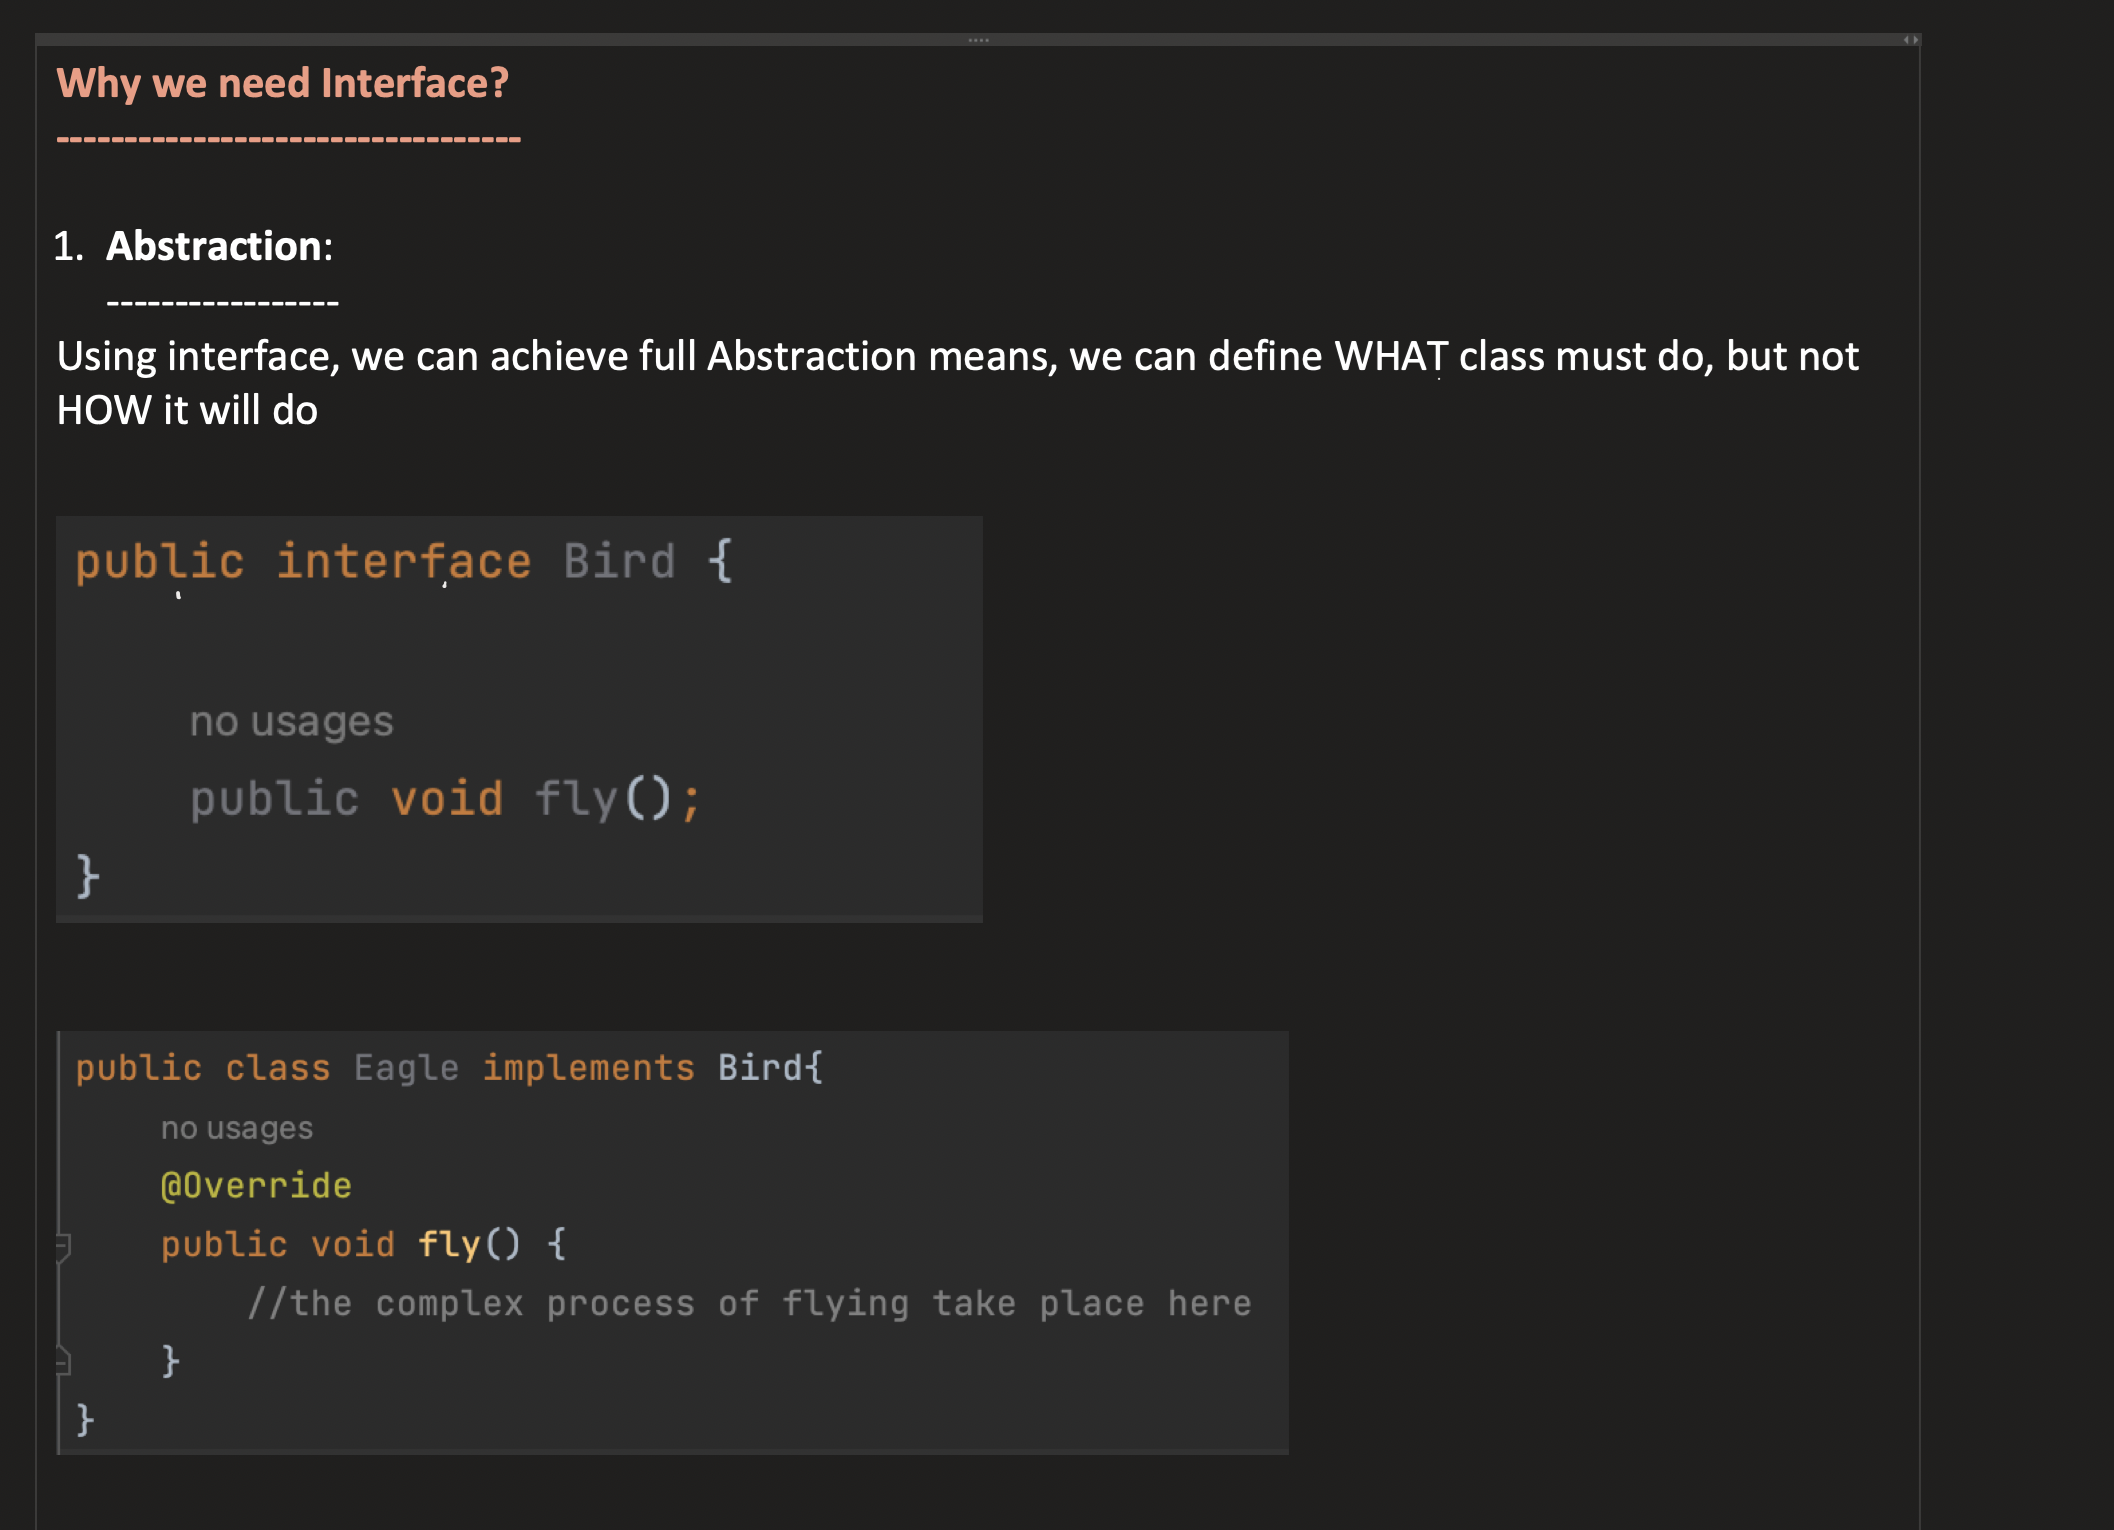 Why we need Interface?
----------------------------------
1. Abstraction:
-----------------
Using interface, we can achieve full Abstraction means, we can define WHAT class must do, but not
HOW it will do
public interface Bird {
no usages
public void fly();
}
public class Eagle implements Bird{
no usages
@Override
public void fly() {
//the complex process of flying take place here
}
}